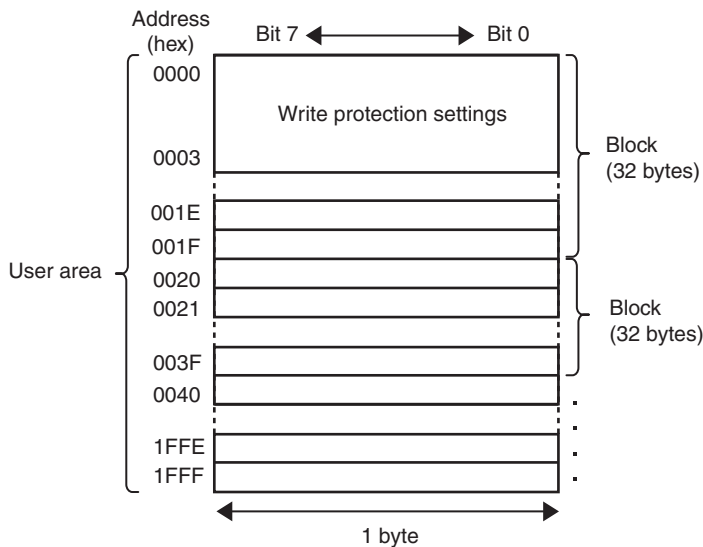 Address
(hex)
Bit 7
Bit 0
0000
Write protection settings
0003
Block
(32 bytes)
001E
001F
User area
0020
0021
Block
(32 bytes)
003F
0040
1FFE
1FFF
1 byte